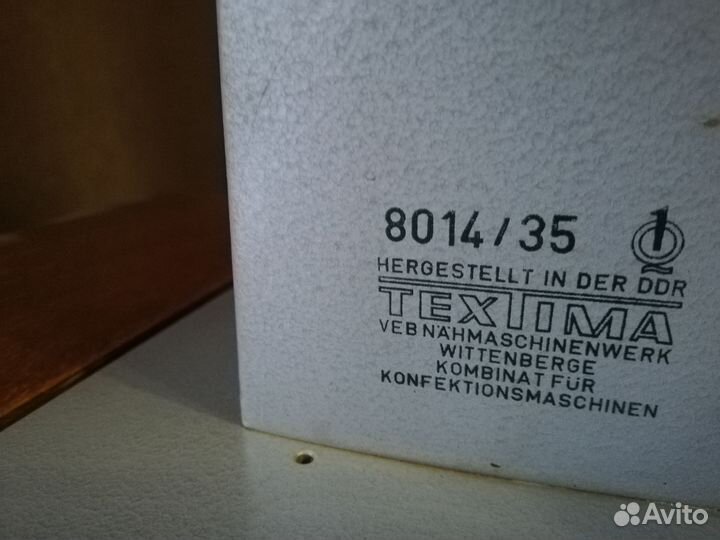 8014/35
HERGESTELLT IN DER DDR
TEXTIMA
VEB NÄHMASCHINENWERK
WITTENBERGE
KOMBINAT FÜR
KONFEKTIONSMASCHINEN
Avito